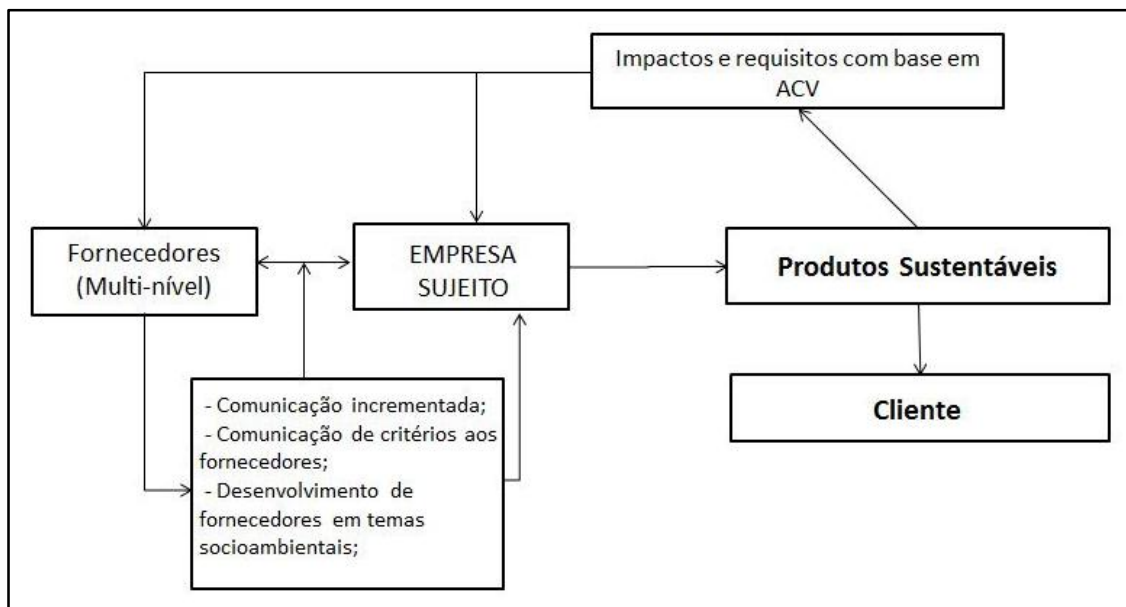 Impactos e requisitos com base em
ACV
Fornecedores
(Multi-nível)
EMPRESA
SUJEITO
Produtos Sustentáveis
Cliente
- Comunicação incrementada;
- Comunicação de critérios aos
fornecedores;
- Desenvolvimento de
fornecedores em temas
socioambientais;